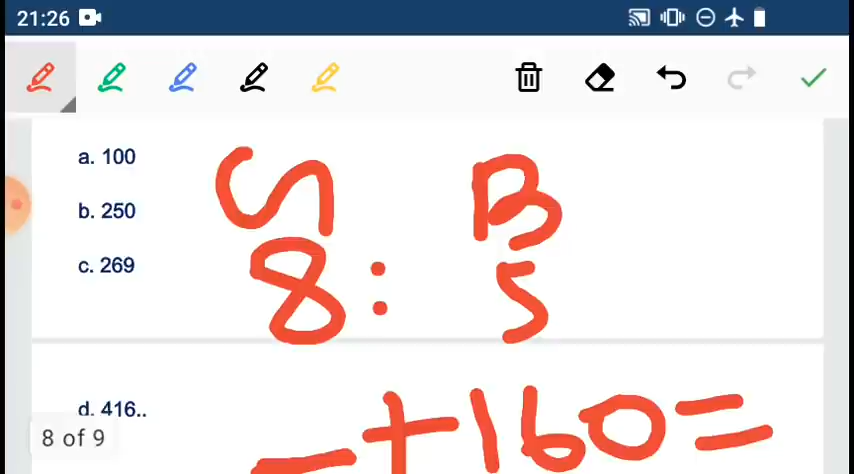 21:26
a. 100
b. 250
B
c. 269
8 : 5
d. 416..
- + 160 =
8 of 9